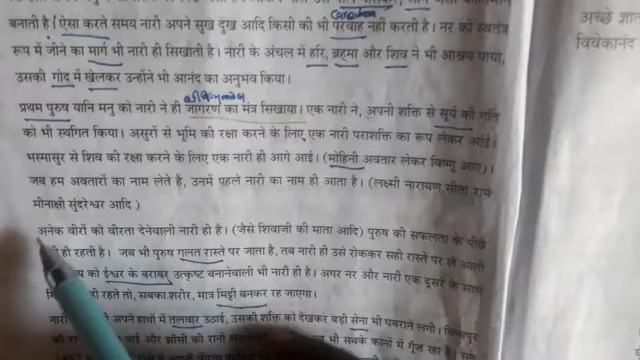 बनाता है। ऐसा करते समय नारी अपने सुख दुख आदि किसी की भी परवाह नहीं करती है। नर को स्वतंत्र
अच्छे
रूप में जीने का मार्ग भी नारी ही सिखाती है। नारी के अंचल में हरि, ब्रह्मा और शिव ने भी आश्रय पाया,
विवेकानंद
उसकी गोद में खेलकर उन्होंने भी आनंद का अनुभव किया।
प्रथम पुरुष यानि मनु को नारी ने ही जागरण का मंत्र सिखाया। एक नारी ने, अपनी शक्ति से सूर्य की गति
को भी स्थगित किया। असुरों से भूमि की रक्षा करने के लिए, एक नारी पराशक्ति का रूप लेकर आई।
भस्मासुर से शिव की रक्षा करने के लिए एक नारी ही आगे आई। (मोहिनी अवतार लेकर विष्णु आए)।
जब हम अवतारों का नाम लेते हैं, उनमें पहले नारी का नाम ही आता है। (लक्ष्मी नारायण,सीता राम
मीनाक्षी सुंदरेश्वर आदि )
अनेक वीरों को वीरता देनेवाली नारी ही है। (जैसे शिवाजी की माता आदि) पुरुष की सफलता के पीछे
ही रहती है। जब भी पुरुष गलत रास्ते पर जाता है, तब नारी ही उसे रोककर सही रास्ते पर ले आती
को ईश्वर के बराबर उत्कृष्ट बनानेवाली भी नारी ही है। अगर नर और नारी एक दूसरे के साथ
ही रहते तो, सबका शरीर, मात्र मिट्टी बनकर रह जाएगा।
अपने हाथों में तलवार उठाई, उसकी शक्ति को देखकर बड़ी सेना भी घबराने लगी।
और झाँसी की रानी भी सबके कानों में गूँज रहा